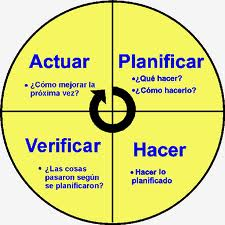 Actuar
• ¿Cómo mejorar la
próxima vez?
Planificar
•¿Qué hacer?
•¿Cómo hacerlo?
Verificar
• ¿Las cosas
pasaron según
se planificaron?
Hacer
• Hacer lo
planificado